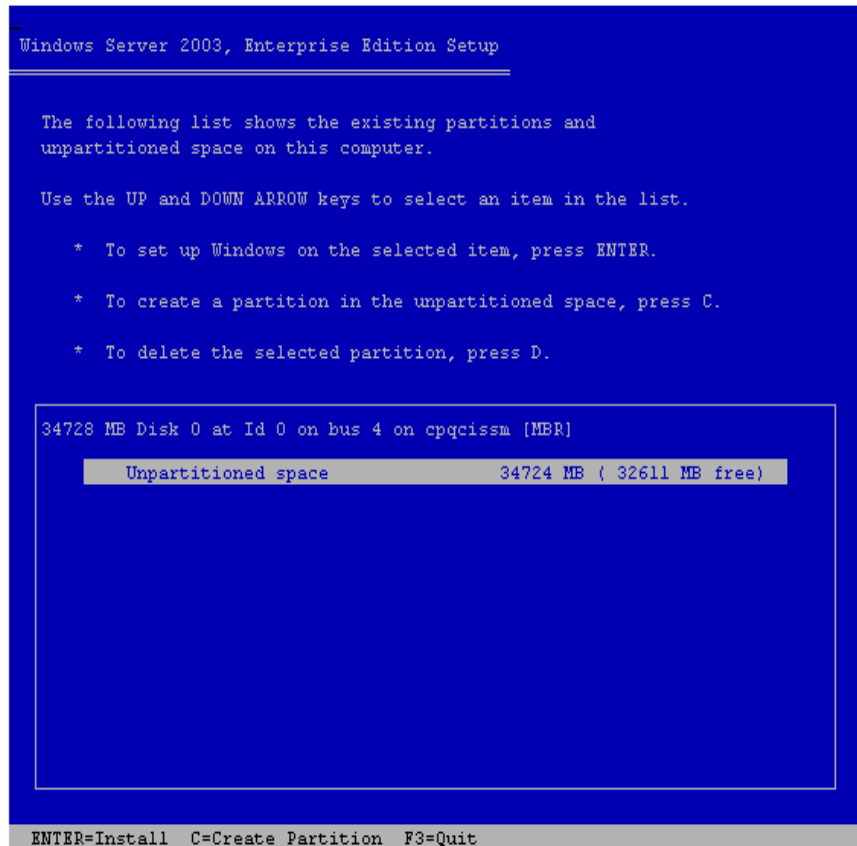 Windows Server 2003, Enterprise Edition Setup
The following list shows the existing partitions and
unpartitioned space on this computer.
Use the UP and DOWN ARROW keys to select an item in the list.
* To set up Windows on the selected item, press ENTER.
* To create a partition in the unpartitioned space, press C.
* To delete the selected partition, press D.
34728 MB Disk 0 at Id 0 on bus 4 on cpqcissm [MBR]
Unpartitioned space 34724 MB ( 32611 MB free)
ENTER=Install C=Create Partition F3=Quit